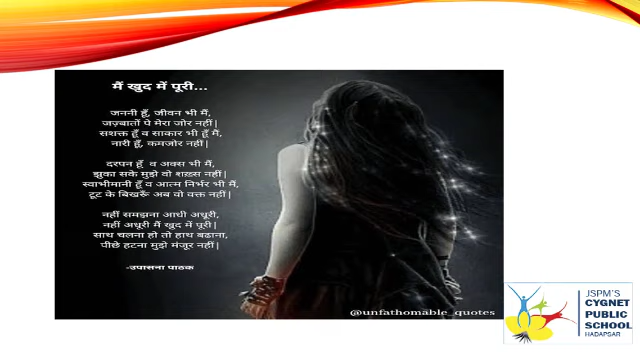 मैं खुद में पूरी...
जननी हूँ, जीवन भी मैं,
जज़्बातों पे मेरा जोर नहीं|
सशक्त हूँ व साकार भी हूँ मैं,
नारी हूँ, कमजोर नहीं|
दरपन हूँ व अक्स भी मैं,
झुका सके मुझे वो शख़्स नहीं|
स्वाभीमानी हूँ व आत्म निर्भर भी मैं,
टूट के बिखरूँ अब वो वक्त नहीं|
नहीं समझना आधी अधूरी,
नहीं अधूरी मैं खुद में पूरी|
साथ चलना हो तो हाथ बढाना,
पीछे हटना मुझे मंजूर नहीं|
-उपासना पाठक
@unfathomable_quotes
JSPM'S
CYGNET
PUBLIC
SCHOOL
HADAPSAR